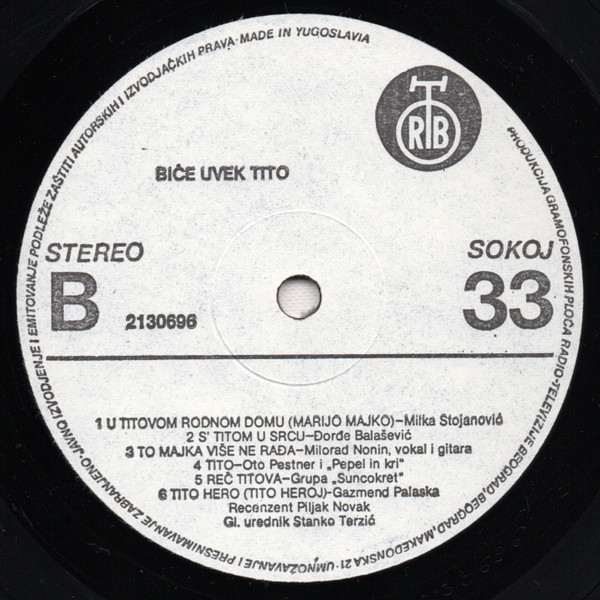 JAVNO IZVODJENJE I EMITOVANJE PODLEŽE ZAŠTITI AUTORSKIH I IZVODJAČKIH PRAVA · MADE IN YUGOSLAVIA
PRODUKCIJA GRAMOFONSKIH PLOČA RADIO-TELEVIZIJE BEOGRAD, BEOGRAD, MAKEDONSKA 21 · UMNOŽAVANJE I PRESNIMAVANJE ZABRANJENO ·
RTB
BIĆE UVEK TITO
STEREO
SOKOJ
B
33
2130696
1 U TITOVOM RODNOM DOMU (MARIJO MAJKO)–Milka Stojanović
2 S' TITOM U SRCU–Đorđe Balašević
3 TO MAJKA VIŠE NE RAĐA–Milorad Nonin, vokal i gitara
4 TITO–Oto Pestner i „Pepel in kri"
5 REČ TITOVA–Grupa „Suncokret"
6 TITO HERO (TITO HEROJ)–Gazmend Palaska
Recenzent Piljak Novak
Gl. urednik Stanko Terzić